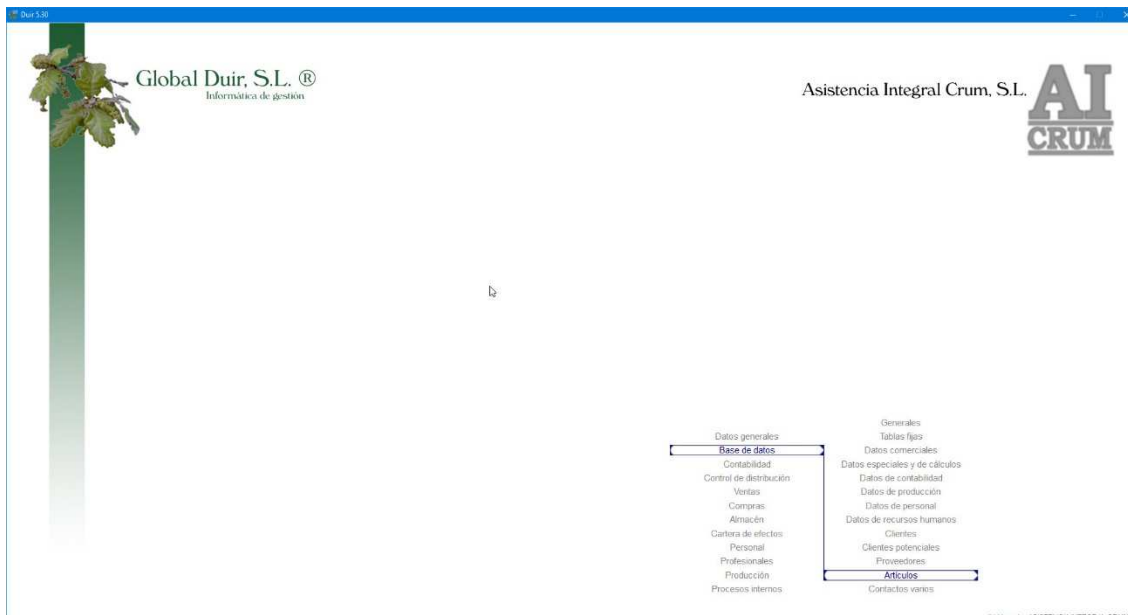 Duir 5.30
Global Duir, S.L. ®
Informática de gestión
Asistencia Integral Crum, S.L.
AI
CRUM
Datos generales
Base de datos
Contabilidad
Control de distribución
Ventas
Compras
Almacén
Cartera de efectos
Personal
Profesionales
Producción
Procesos internos
Generales
Tablas fijas
Datos comerciales
Datos especiales y de cálculos
Datos de contabilidad
Datos de producción
Datos de personal
Datos de recursos humanos
Clientes
Clientes potenciales
Proveedores
Artículos
Contactos varios